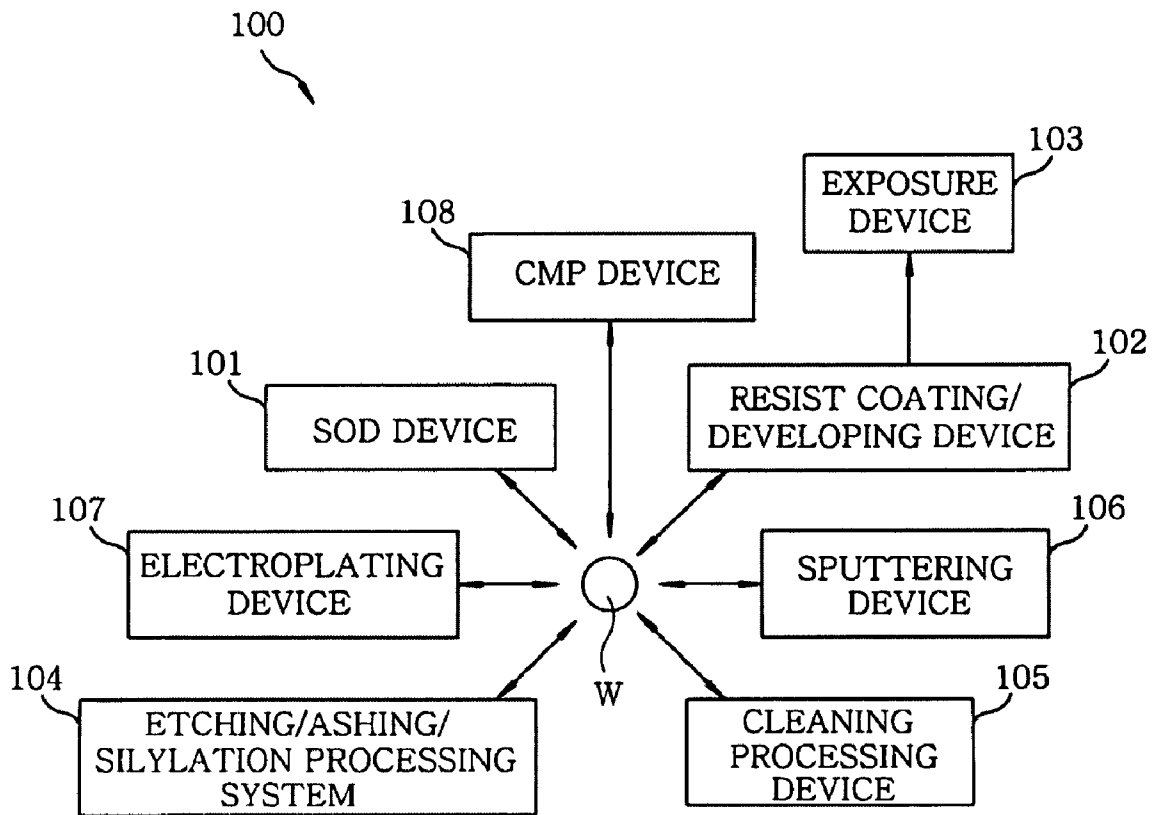 100
103
EXPOSURE
DEVICE
108
CMP DEVICE
101
SOD DEVICE
102
RESIST COATING/
DEVELOPING DEVICE
107
ELECTROPLATING
DEVICE
106
SPUTTERING
DEVICE
W
104
ETCHING/ASHING/
SILYLATION PROCESSING
SYSTEM
105
CLEANING
PROCESSING
DEVICE